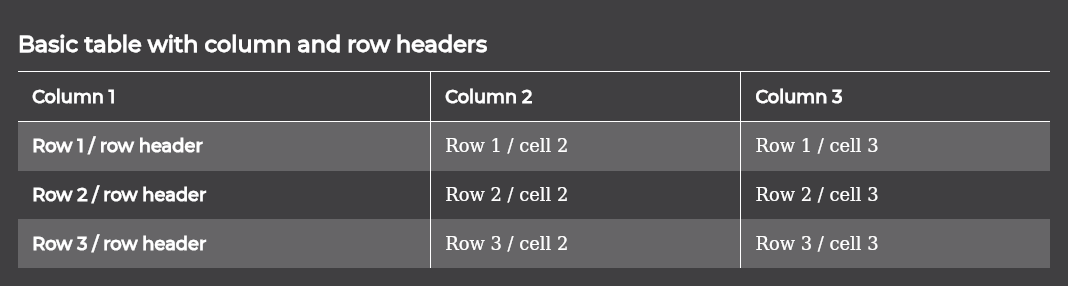 Basic table with column and row headers
Column 1 Column 2 Column 3
Row 1 / row header Row 1 / cell 2 Row 1 / cell 3
Row 2 / row header Row 2 / cell 2 Row 2 / cell 3
Row 3 / row header Row 3 / cell 2 Row 3 / cell 3